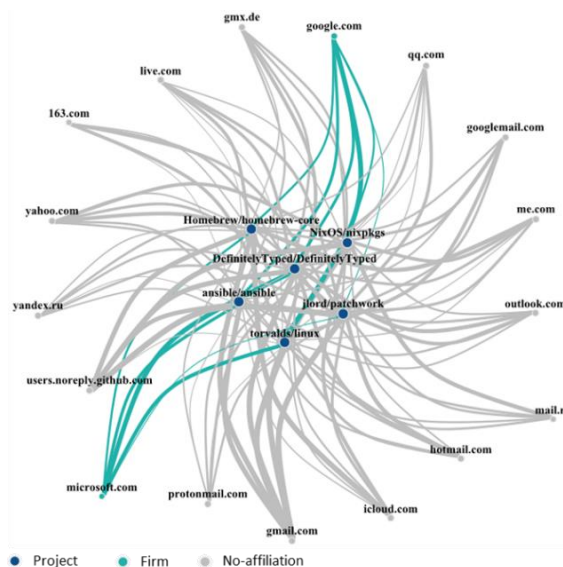 gmx.de
google.com
qq.com
live.com
163.com
googlemail.com
yahoo.com
me.com
Homebrew/homebrew-core
NixOS/nixpkgs
DefinitelyTyped/DefinitelyTyped
ansible/ansible
jlord/patchwork
yandex.ru
outlook.com
torvalds/linux
users.noreply.github.com
mail.r
hotmail.com
microsoft.com
protonmail.com
icloud.com
gmail.com
Project
Firm
No-affiliation